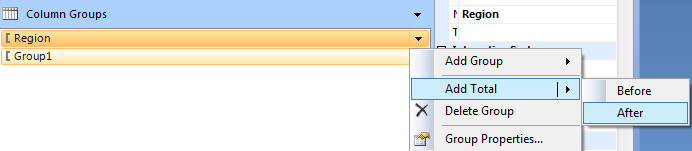 Column Groups
Region
Region
Group1
Add Group
Add Total
Before
Delete Group
After
Group Properties...